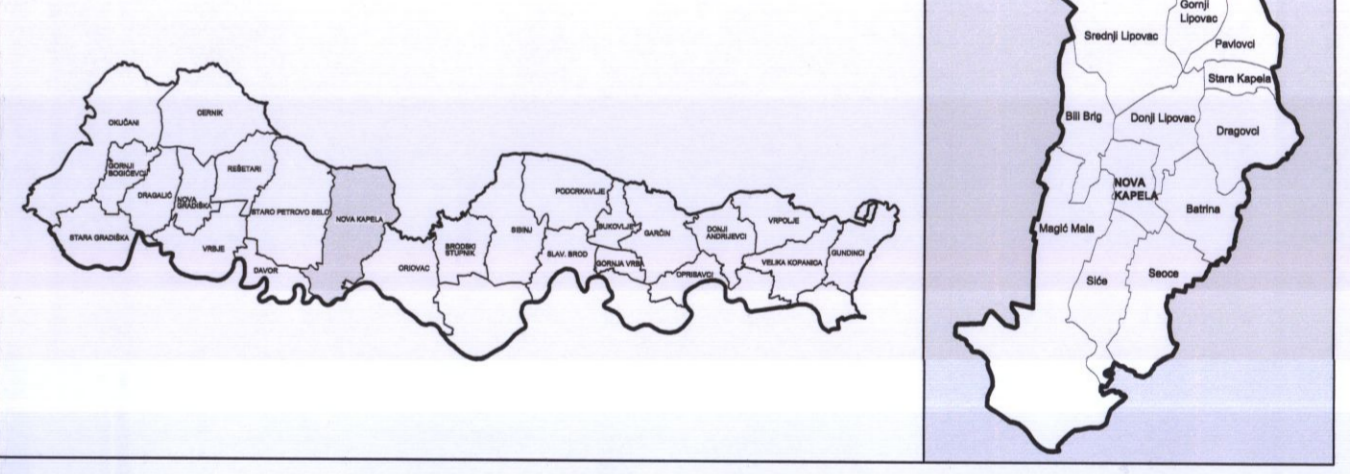 OKUČANI
CERNIK
GORNJI
BOGIĆEVCI
REŠETARI
DRAGALIĆ
NOVA
GRADIŠKA
STARO PETROVO SELO
NOVA KAPELA
STARA GRADIŠKA
VRBJE
DAVOR
ORIOVAC
BRODSKI
STUPNIK
SIBINJ
PODCRKAVLJE
BUKOVLJE
GARČIN
SLAV. BROD
GORNJA VRBA
DONJI
ANDRIJEVCI
OPRISAVCI
VRPOLJE
VELIKA KOPANICA
GUNDINCI
Gornji
Lipovac
Srednji Lipovac
Pavlovci
Stara Kapela
Bili Brig
Donji Lipovac
Dragovci
NOVA
KAPELA
Batrina
Magić Mala
Siće
Seoce